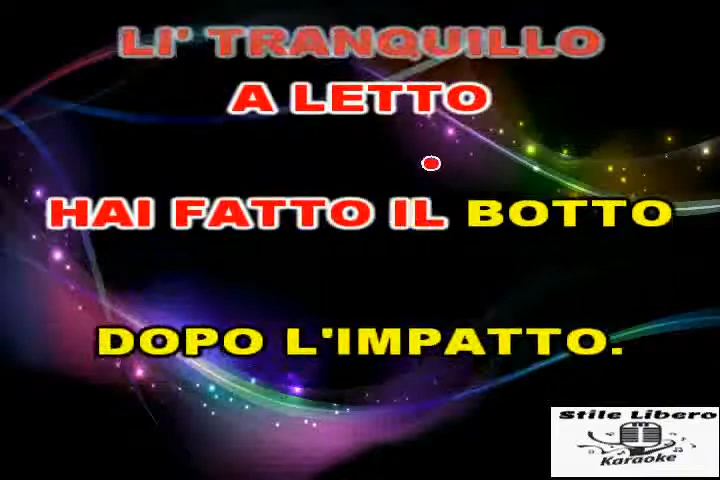 LI' TRANQUILLO
A LETTO
HAI FATTO IL BOTTO
DOPO L'IMPATTO.
Stile Libero
Karaoke